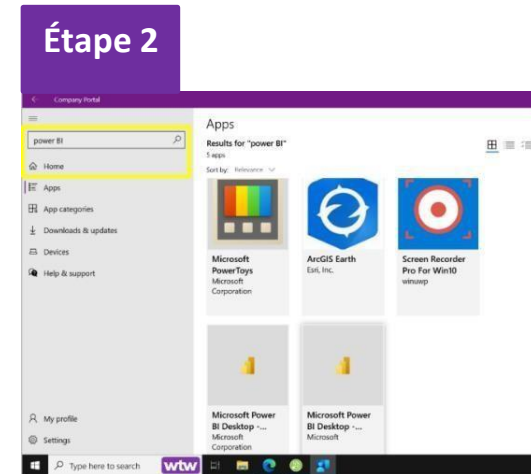 Étape 2
Company Portal
power BI
Home
Apps
App categories
Downloads & updates
Devices
Help & support
My profile
Settings
Apps
Results for "power BI"
5 apps
Sort by: Relevance
Microsoft
PowerToys
Microsoft
Corporation
ArcGIS Earth
Esri, Inc.
Screen Recorder
Pro For Win10
winuwp
Microsoft Power
BI Desktop -...
Microsoft
Corporation
Microsoft Power
BI Desktop -...
Microsoft
Type here to search
wtw